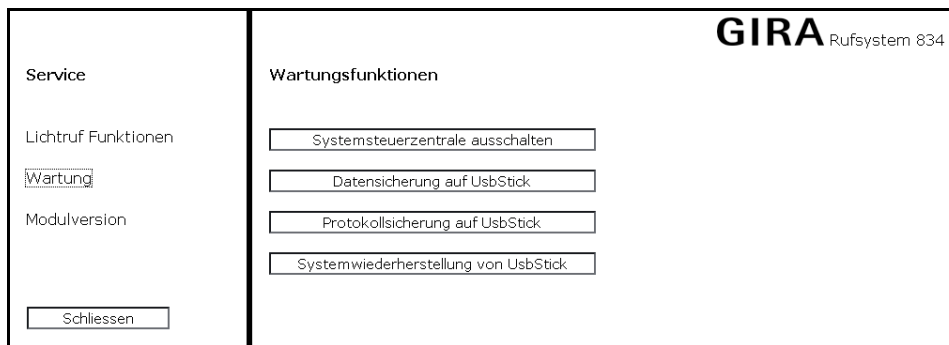 GIRA Rufsystem 834
Service
Lichtruf Funktionen
Wartung
Modulversion
Schliessen
Wartungsfunktionen
Systemsteuerzentrale ausschalten
Datensicherung auf UsbStick
Protokollsicherung auf UsbStick
Systemwiederherstellung von UsbStick